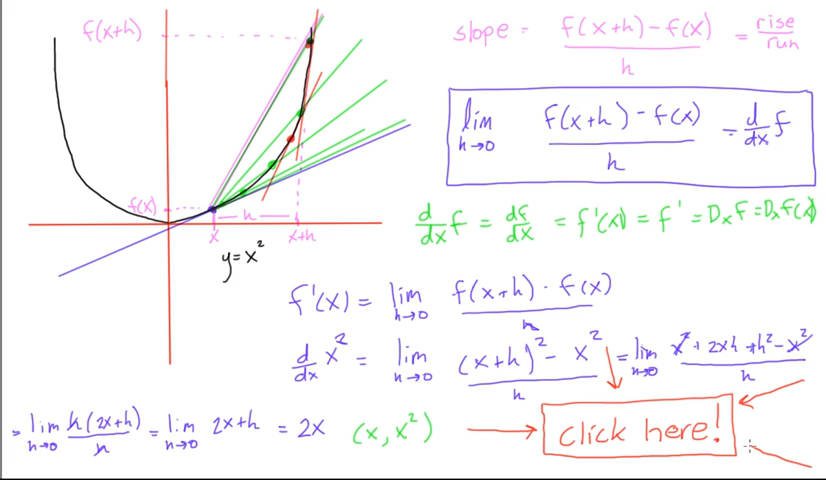 f(x+h)
slope = f(x+h) - f(x) / h = rise/run
lim h→0 f(x+h) - f(x) / h = d/dx f
f(x)
h
x
x+h
y=x²
d/dx f = df/dx = f'(x) = f' = Dₓf = Dₓf(x)
f'(x) = lim h→0 f(x+h) - f(x) / h
d/dx x² = lim h→0 (x+h)² - x² / h = lim h→0 x² + 2xh + h² - x² / h
= lim h→0 h(2x+h) / h = lim h→0 2x+h = 2x (x, x²)
click here!